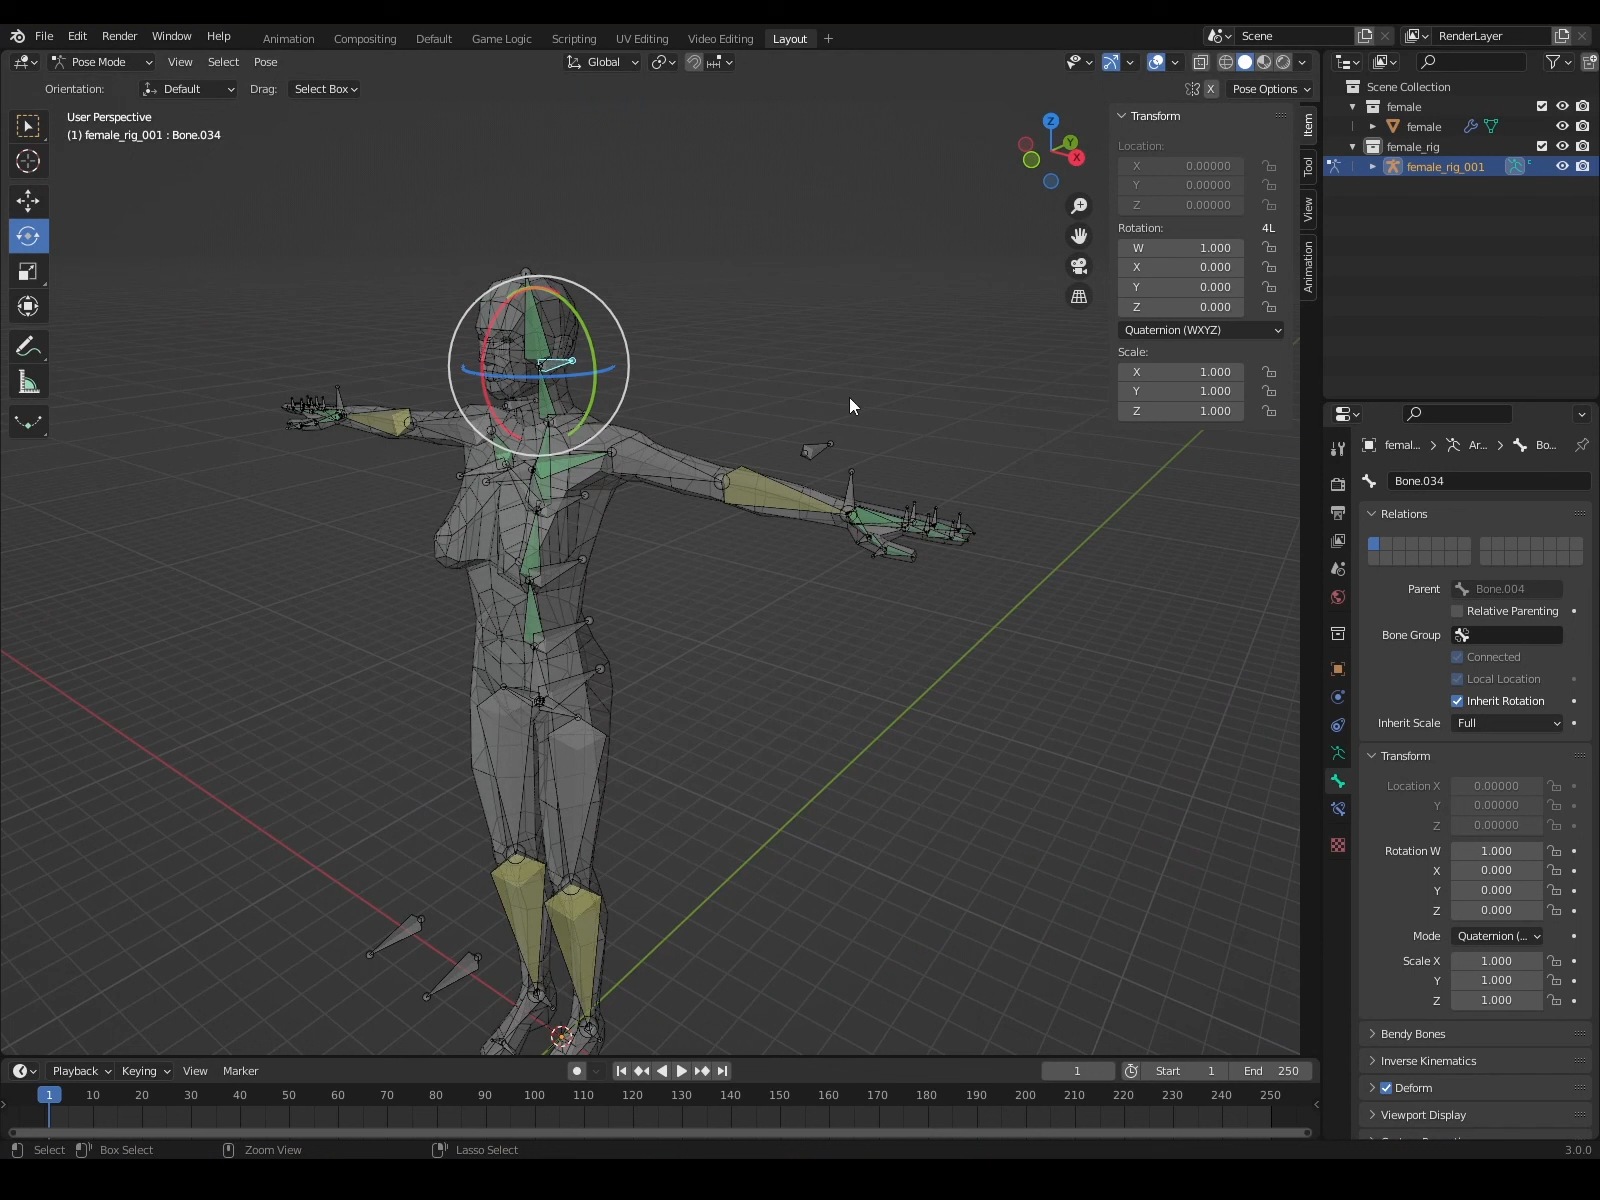 File Edit Render Window Help Animation Compositing Default Game Logic Scripting UV Editing Video Editing Layout + Scene RenderLayer
Pose Mode View Select Pose Global
Orientation: Default Drag: Select Box X Pose Options
User Perspective
(1) female_rig_001 : Bone.034
Z
Y
X
Transform
Location:
X 0.00000
Y 0.00000
Z 0.00000
Rotation: 4L
W 1.000
X 0.000
Y 0.000
Z 0.000
Quaternion (WXYZ)
Scale:
X 1.000
Y 1.000
Z 1.000
Item
Tool
View
Animation
Scene Collection
female
female
female_rig
female_rig_001
femal... Ar... Bo...
Bone.034
Relations
Parent Bone.004
Relative Parenting
Bone Group
Connected
Local Location
Inherit Rotation
Inherit Scale Full
Transform
Location X 0.00000
Y 0.00000
Z 0.00000
Rotation W 1.000
X 0.000
Y 0.000
Z 0.000
Mode Quaternion (...
Scale X 1.000
Y 1.000
Z 1.000
Bendy Bones
Inverse Kinematics
Deform
Viewport Display
Playback Keying View Marker 1 Start 1 End 250
1 10 20 30 40 50 60 70 80 90 100 110 120 130 140 150 160 170 180 190 200 210 220 230 240 250
Select Box Select Zoom View Lasso Select 3.0.0